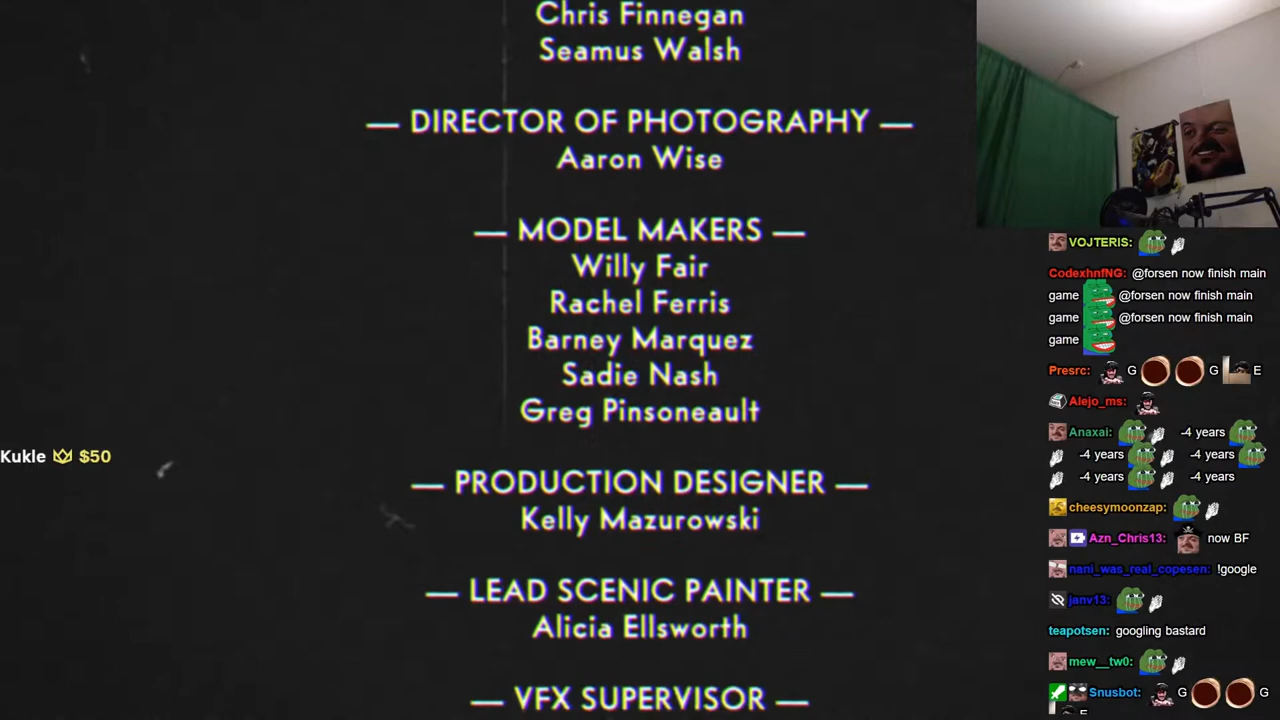 Chris Finnegan
Seamus Walsh
— DIRECTOR OF PHOTOGRAPHY —
Aaron Wise
— MODEL MAKERS —
Willy Fair
Rachel Ferris
Barney Marquez
Sadie Nash
Greg Pinsoneault
Kukle $50
— PRODUCTION DESIGNER —
Kelly Mazurowski
— LEAD SCENIC PAINTER —
Alicia Ellsworth
— VFX SUPERVISOR —
VOJTERIS:
CodexhnfNG: @forsen now finish main
game @forsen now finish main
game @forsen now finish main
game
Presrc: G G E
Alejo_ms:
Anaxai: -4 years
-4 years -4 years
-4 years -4 years
cheesymoonzap:
Azn_Chris13: now BF
nani_was_real_copesen: !google
janv13:
teapotsen: googling bastard
mew__tw0:
Snusbot: G G
E